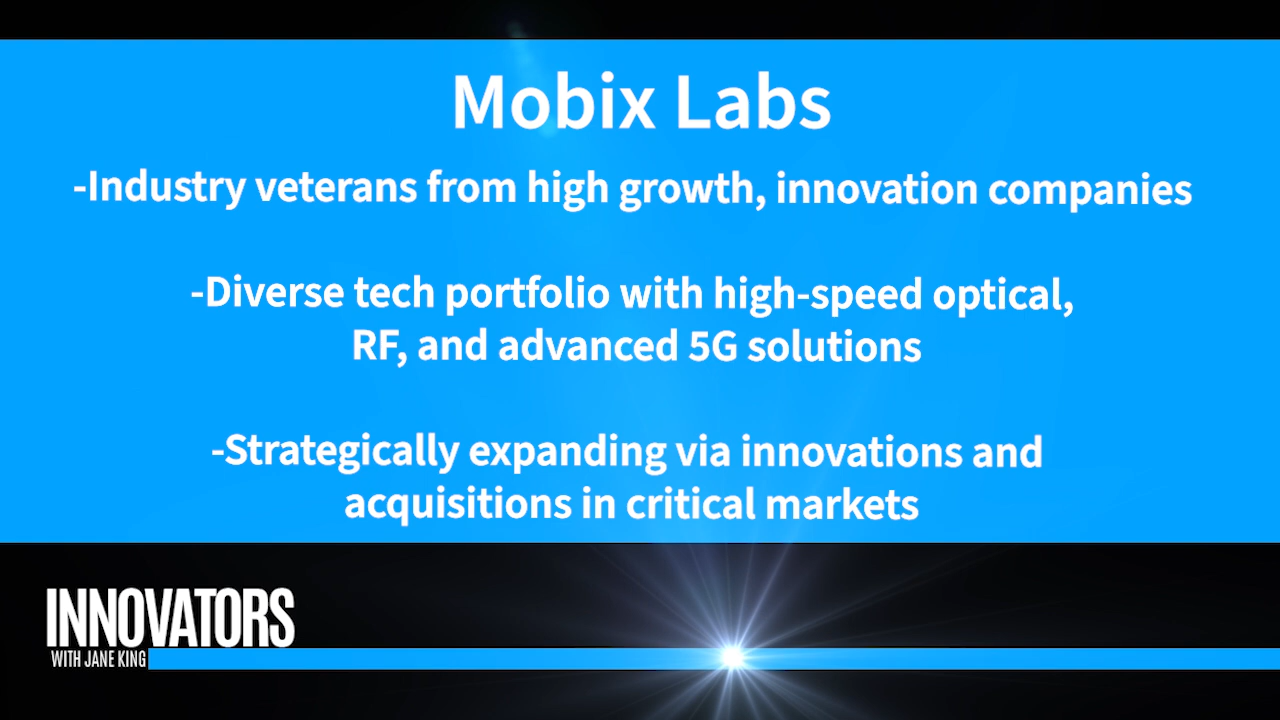 Mobix Labs
-Industry veterans from high growth, innovation companies
-Diverse tech portfolio with high-speed optical,
RF, and advanced 5G solutions
-Strategically expanding via innovations and
acquisitions in critical markets
INNOVATORS
WITH JANE KING